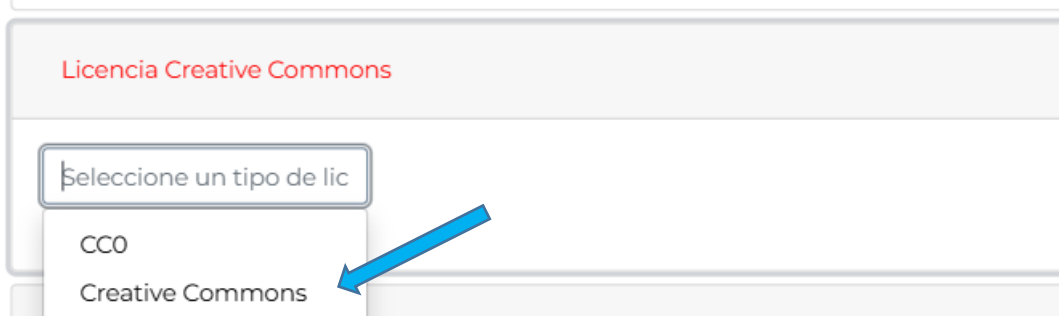 Licencia Creative Commons
Seleccione un tipo de lic
CC0
Creative Commons